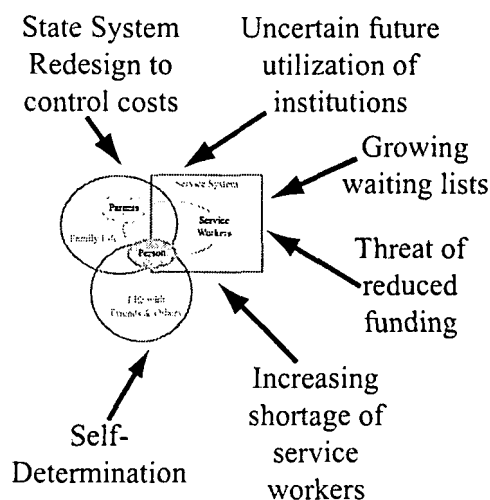 State System
Redesign to
control costs
Uncertain future
utilization of
institutions
Growing
waiting lists
Threat of
reduced
funding
Increasing
shortage of
service
workers
Self-
Determination
Service System
Parents
Service
Workers
Family Life
Person
Life with
Friends & Others